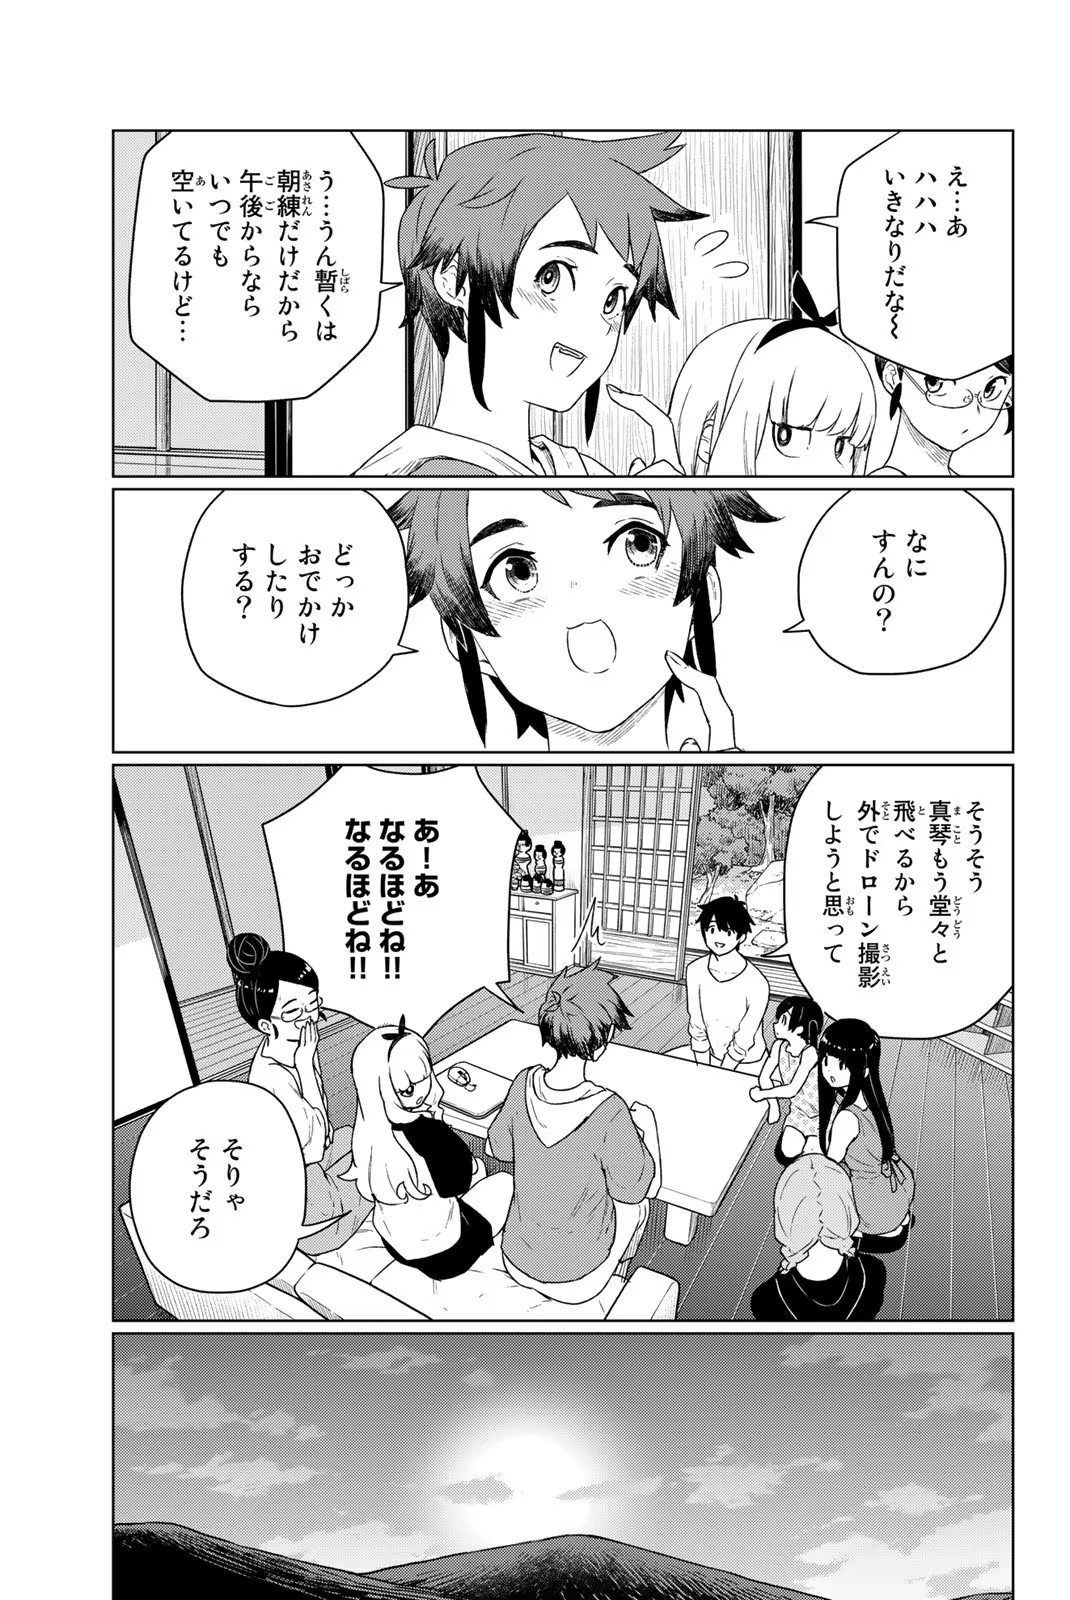 え…あ
ハハハ
いきなりだな〜
う…うん暫くは
朝練だけだから
午後からなら
いつでも
空いてるけど…
なに
すんの？
どっか
おでかけ
したり
する？
そうそう
真琴もう堂々と
飛べるから
外でドローン撮影
しようと思って
あーあ
なるほどね!!
なるほどね!!
そりゃ
そうだろ